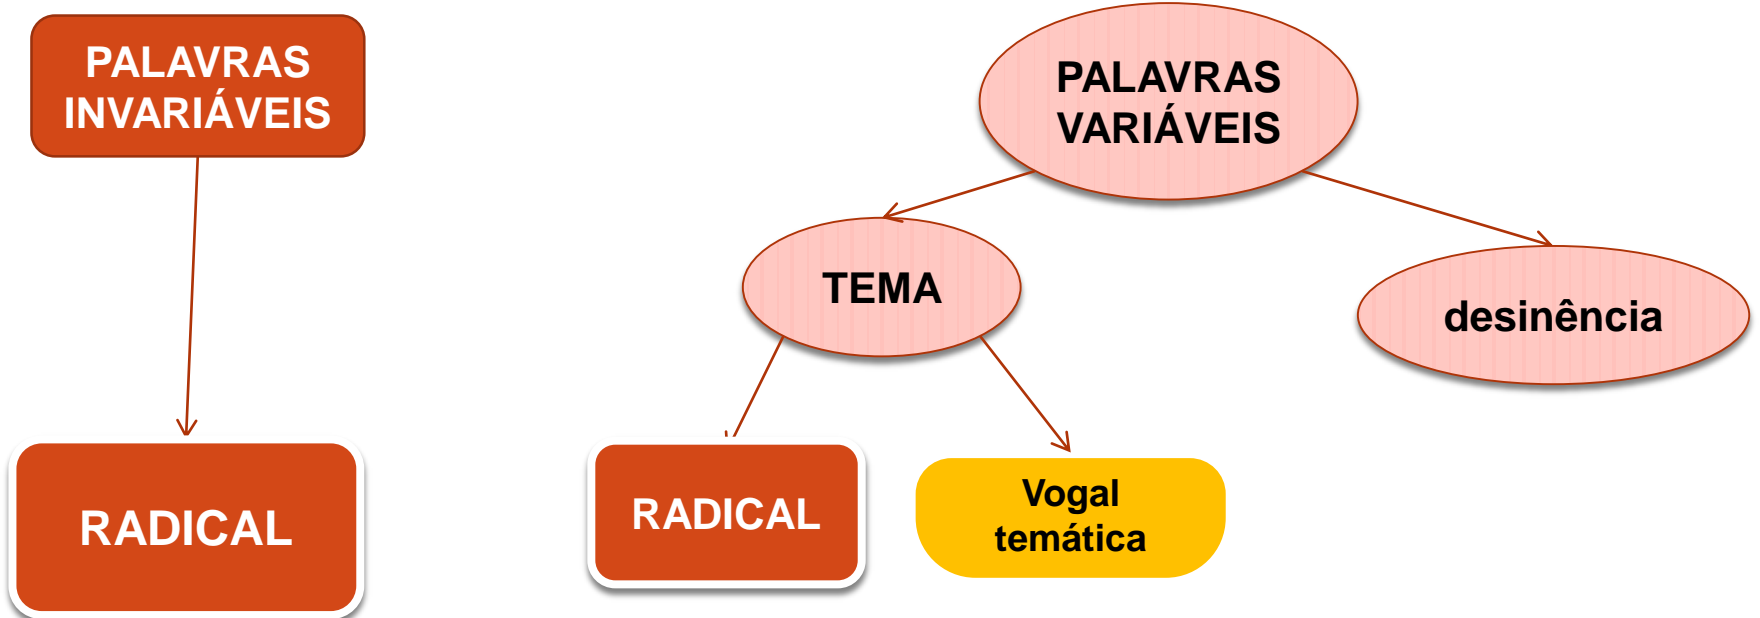 PALAVRAS
INVARIÁVEIS
RADICAL
PALAVRAS
VARIÁVEIS
TEMA
desinência
RADICAL
Vogal
temática